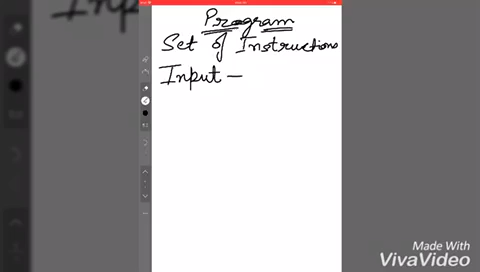 Program
Set of Instructions
Input —
Made With
VivaVideo